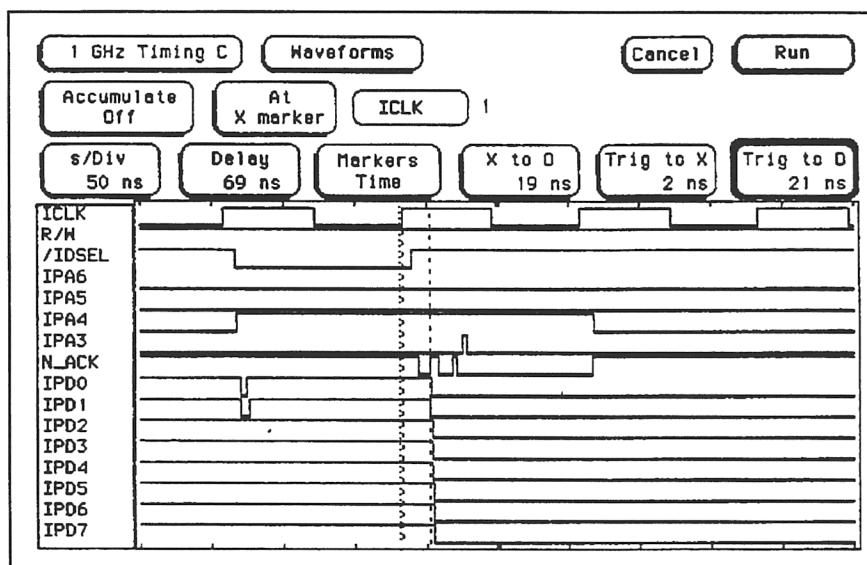 1 GHz Timing C Waveforms Cancel Run
Accumulate Off At X marker ICLK 1
s/Div 50 ns Delay 69 ns Markers Time X to O 19 ns Trig to X 2 ns Trig to O 21 ns
ICLK
R/W
/IDSEL
IPA6
IPA5
IPA4
IPA3
N_ACK
IPD0
IPD1
IPD2
IPD3
IPD4
IPD5
IPD6
IPD7